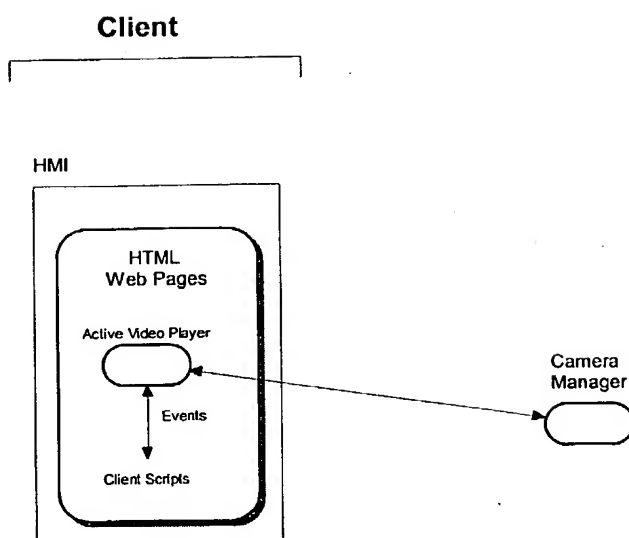 Client
HMI
HTML
Web Pages
Active Video Player
Events
Client Scripts
Camera
Manager